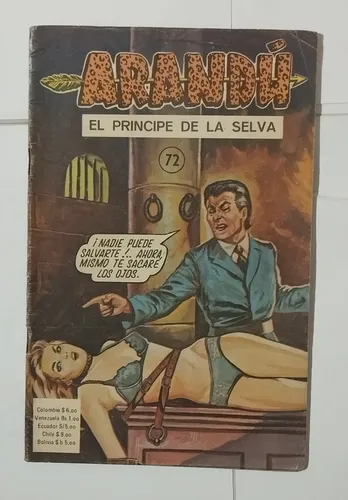 ARANDÚ
EL PRINCIPE DE LA SELVA
72
¡NADIE PUEDE
SALVARTE!.. AHORA,
MISMO TE SACARÉ
LOS OJOS.
Colombia $ 6,00
Venezuela Bs 1.00
Ecuador S/5.00
Chile $ 9.00
Bolivia $ b 5.00